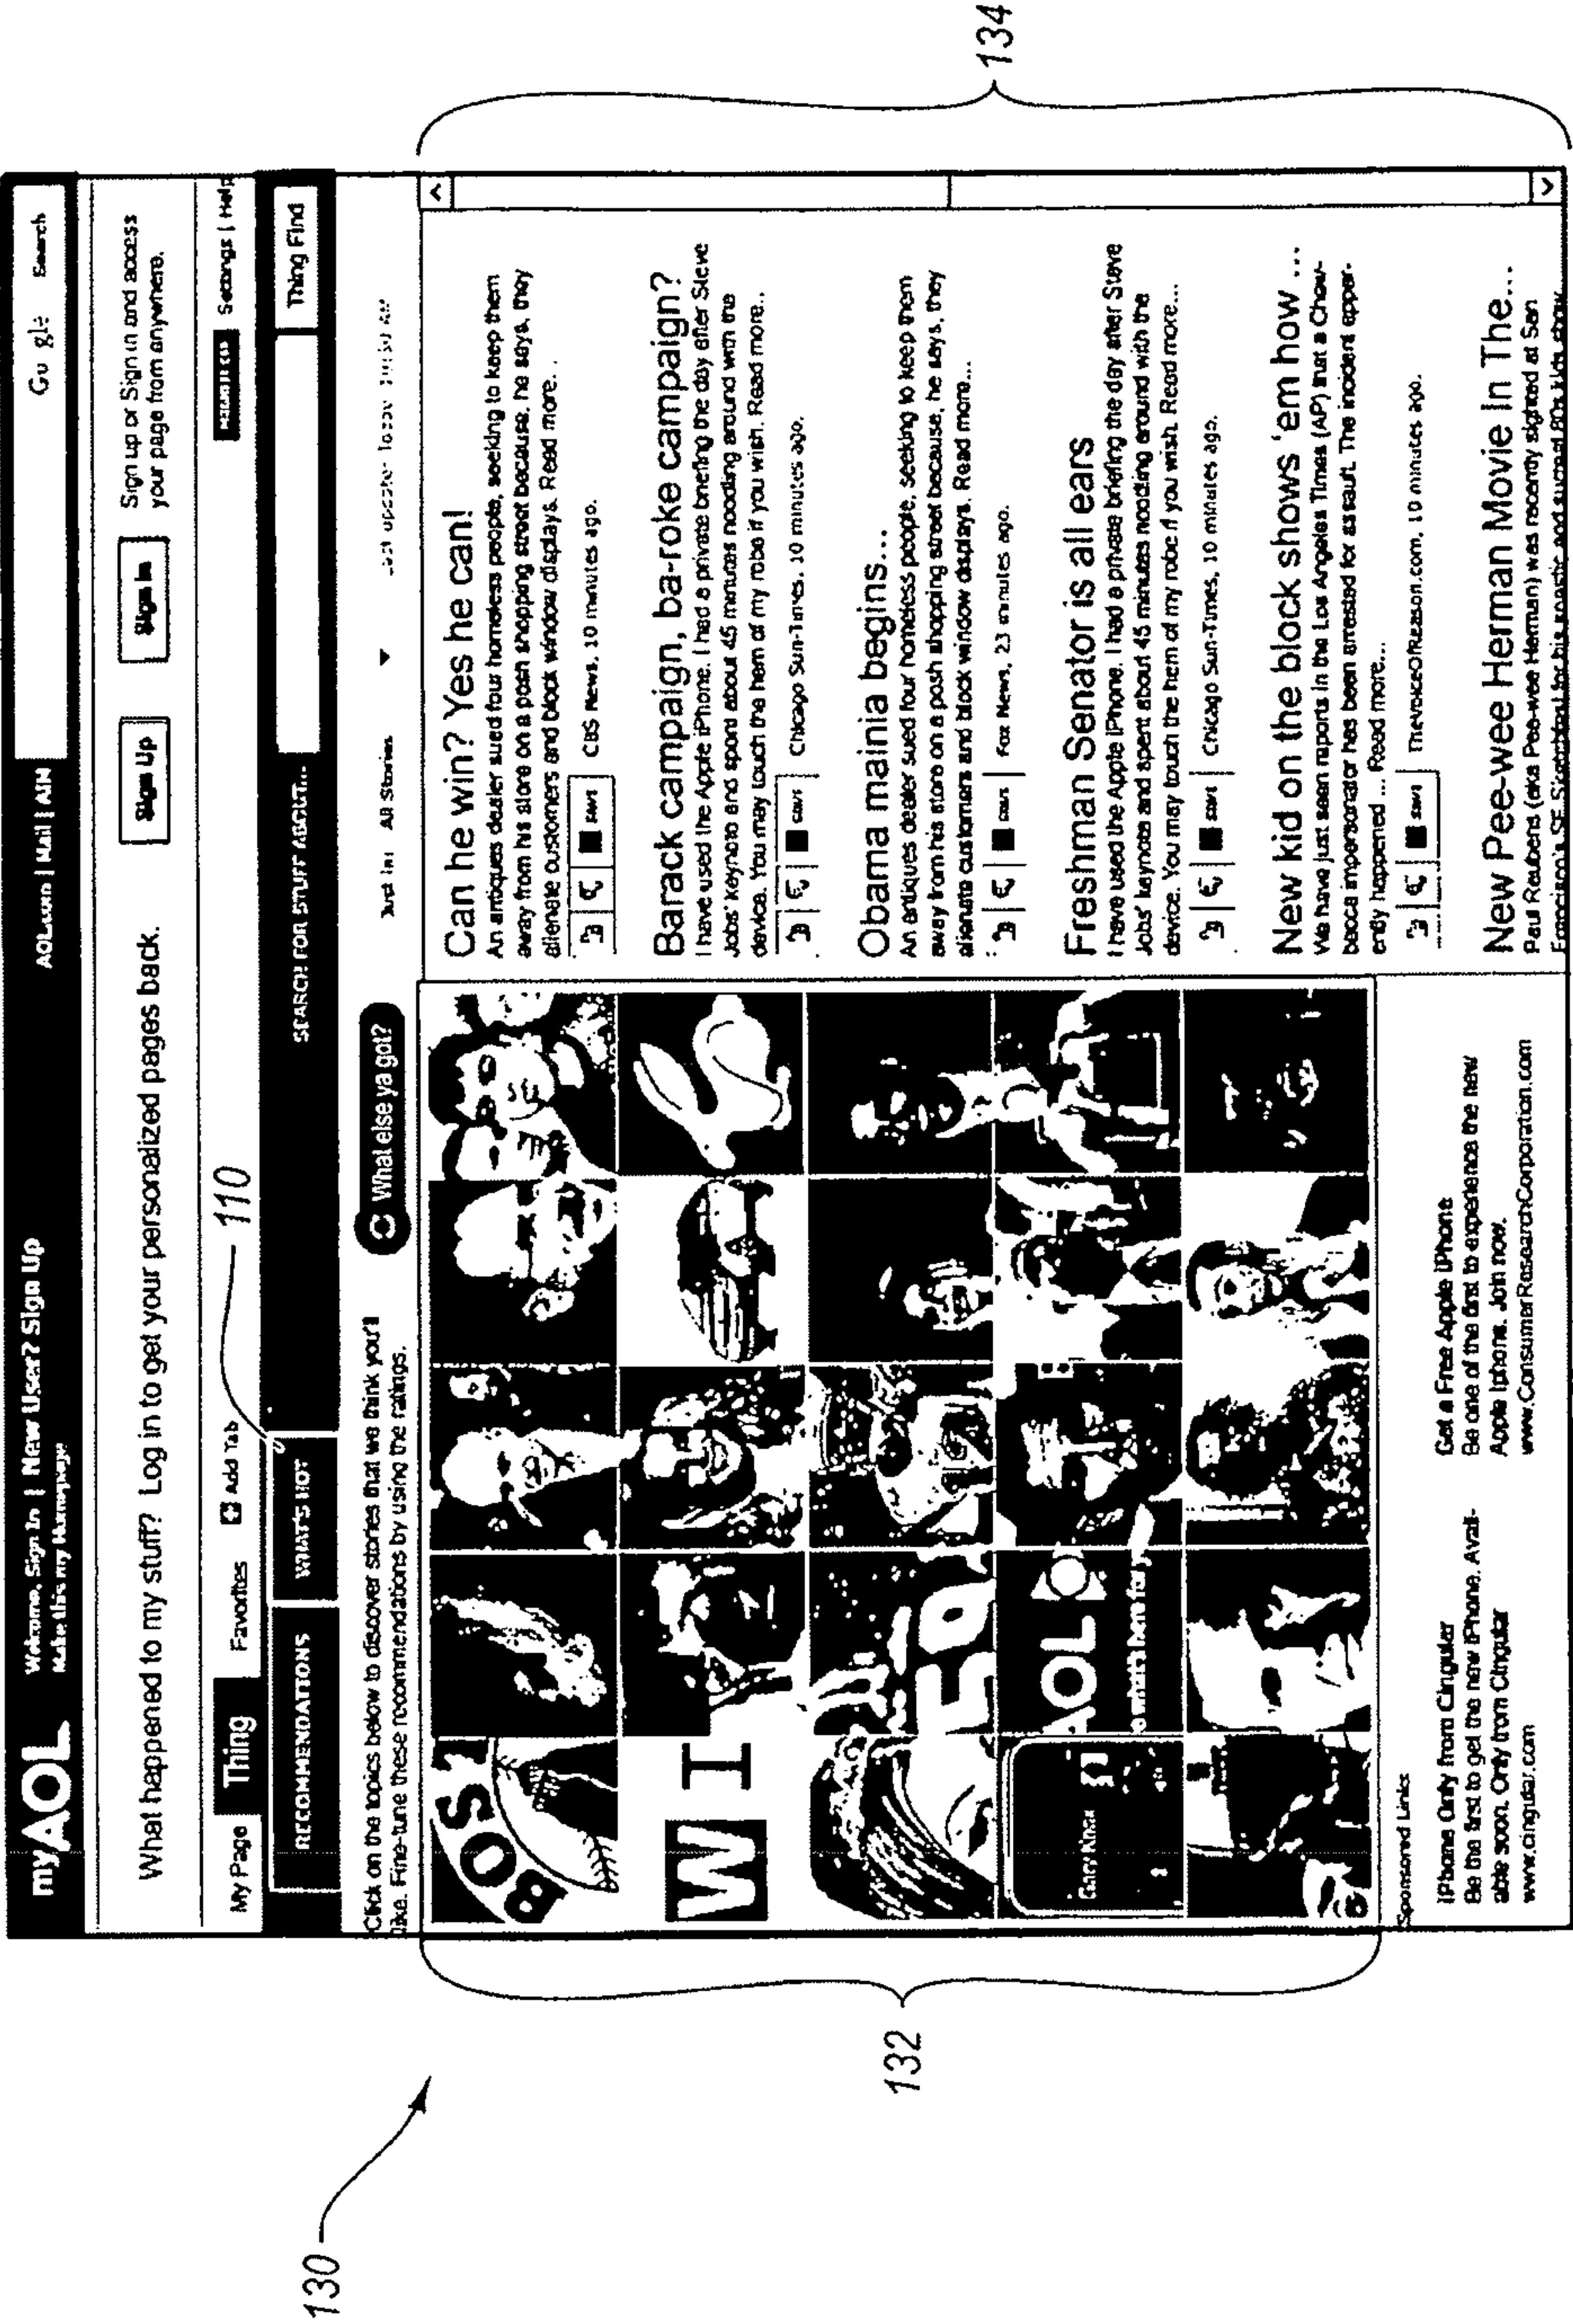 130
myAOL
Welcome. Sign In | New User? Sign Up
Make this my Homepage
AOL.com | Mail | AIM
Search
What happened to my stuff? Log in to get your personalized pages back.
Sign Up
Sign In
Sign up or Sign in and access
your page from anywhere.
My Page
Thing
Favorites
Add Tab
110
Help
RECOMMENDATIONS
WHAT'S HOT
SEARCH FOR STUFF ABOUT...
Thing Find
Click on the topics below to discover stories that we think you'll
like. Fine-tune these recommendations by using the ratings.
What else ya got?
Just In:
All Stories
132
134
BOST
W I
AOL
Can he win? Yes he can!
An antiques dealer sued four homeless people, seeking to keep them
away from his store on a posh shopping street because, he says, they
alienate customers and block window displays. Read more...
save
CBS News, 10 minutes ago.
Barack campaign, ba-roke campaign?
I have used the Apple iPhone. I had a private briefing the day after Steve
Jobs' keynote and spent about 45 minutes noodling around with the
device. You may touch the hem of my robe if you wish. Read more..
save
Chicago Sun-Times, 10 minutes ago.
Obama mainia begins...
An antiques dealer sued four homeless people, seeking to keep them
away from his store on a posh shopping street because, he says, they
alienate customers and block window displays. Read more...
save
Fox News, 23 minutes ago.
Freshman Senator is all ears
I have used the Apple iPhone. I had a private briefing the day after Steve
Jobs' keynote and spent about 45 minutes noodling around with the
device. You may touch the hem of my robe if you wish. Read more...
save
Chicago Sun-Times, 10 minutes ago.
New kid on the block shows 'em how ...
We have just seen reports in the Los Angeles Times (AP) that a Chew-
bacca impersonator has been arrested for assault. The incident appar-
ently happened ... Read more...
save
ThevoiceOfReason.com, 10 minutes ago.
New Pee-wee Herman Movie In The...
Paul Reubens (aka Pee-wee Herman) was recently sighted at San
Sponsored Links
iPhone Only from Cingular
Be the first to get the new iPhone. Avail-
able soon. Only from Cingular
www.cingular.com
Get a Free Apple iPhone
Be one of the first to experience the new
Apple Iphone. Join now.
www.ConsumerResearchCorporation.com